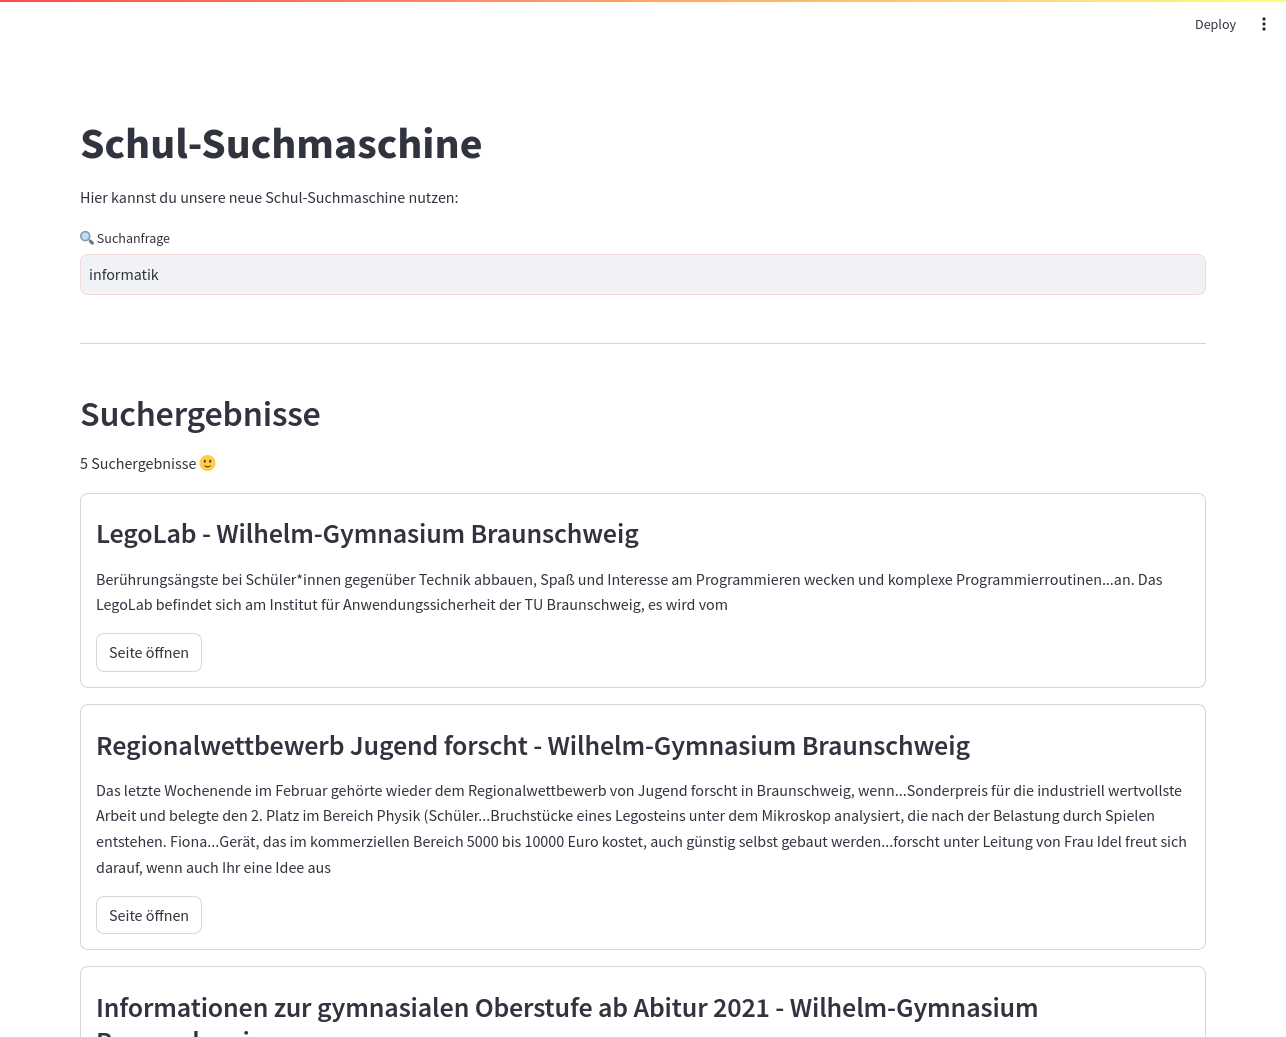 Deploy
Schul-Suchmaschine
Hier kannst du unsere neue Schul-Suchmaschine nutzen:
🔍 Suchanfrage
informatik
Suchergebnisse
5 Suchergebnisse 🙂
LegoLab - Wilhelm-Gymnasium Braunschweig
Berührungsängste bei Schüler*innen gegenüber Technik abbauen, Spaß und Interesse am Programmieren wecken und komplexe Programmierroutinen...an. Das
LegoLab befindet sich am Institut für Anwendungssicherheit der TU Braunschweig, es wird vom
Seite öffnen
Regionalwettbewerb Jugend forscht - Wilhelm-Gymnasium Braunschweig
Das letzte Wochenende im Februar gehörte wieder dem Regionalwettbewerb von Jugend forscht in Braunschweig, wenn...Sonderpreis für die industriell wertvollste
Arbeit und belegte den 2. Platz im Bereich Physik (Schüler...Bruchstücke eines Legosteins unter dem Mikroskop analysiert, die nach der Belastung durch Spielen
entstehen. Fiona...Gerät, das im kommerziellen Bereich 5000 bis 10000 Euro kostet, auch günstig selbst gebaut werden...forscht unter Leitung von Frau Idel freut sich
darauf, wenn auch Ihr eine Idee aus
Seite öffnen
Informationen zur gymnasialen Oberstufe ab Abitur 2021 - Wilhelm-Gymnasium